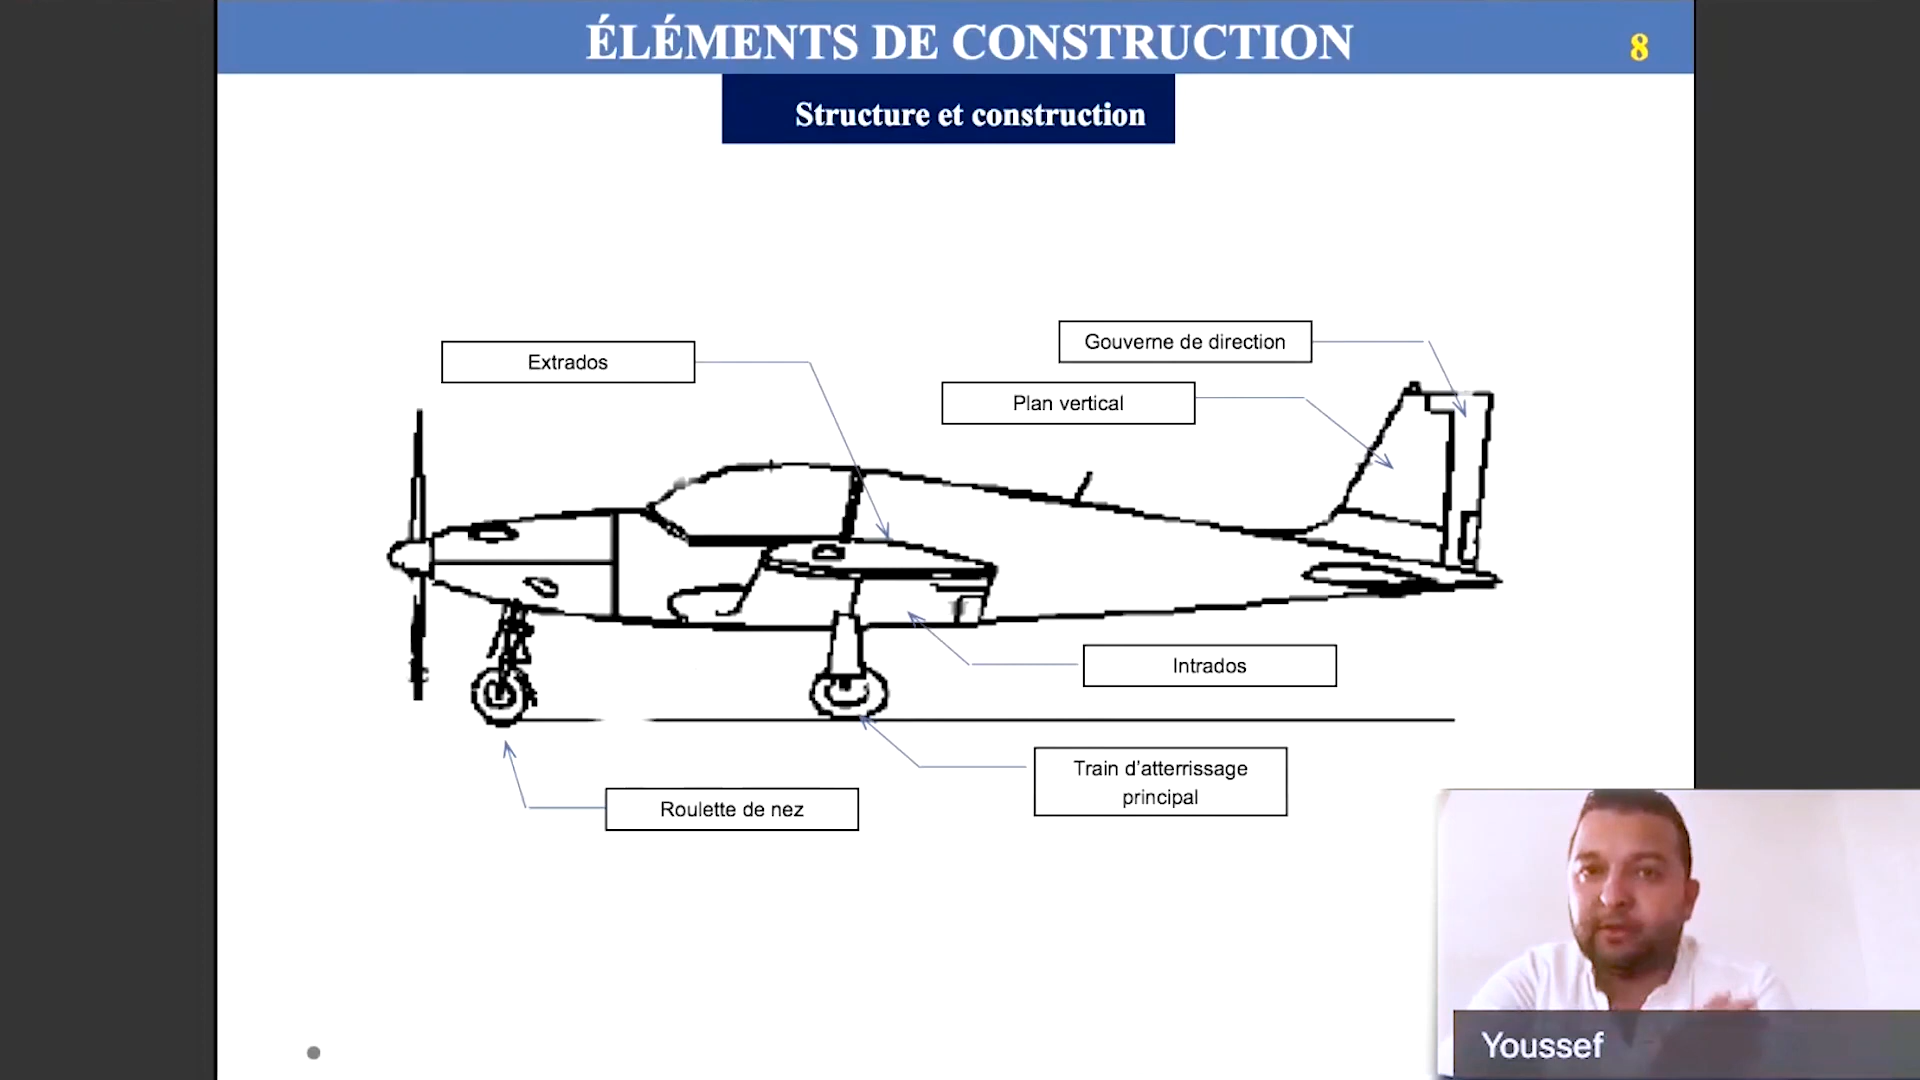 ÉLÉMENTS DE CONSTRUCTION
8
Structure et construction
Gouverne de direction
Extrados
Plan vertical
Intrados
Train d'atterrissage
principal
Roulette de nez
Youssef